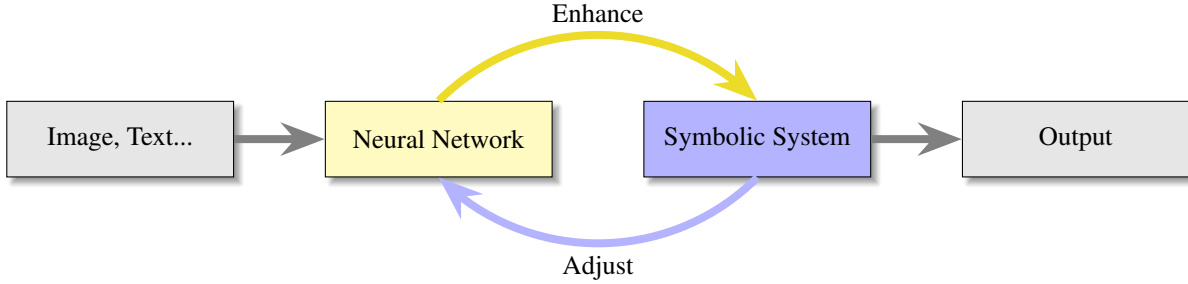 Enhance
Image, Text...
Neural Network
Symbolic System
Output
Adjust